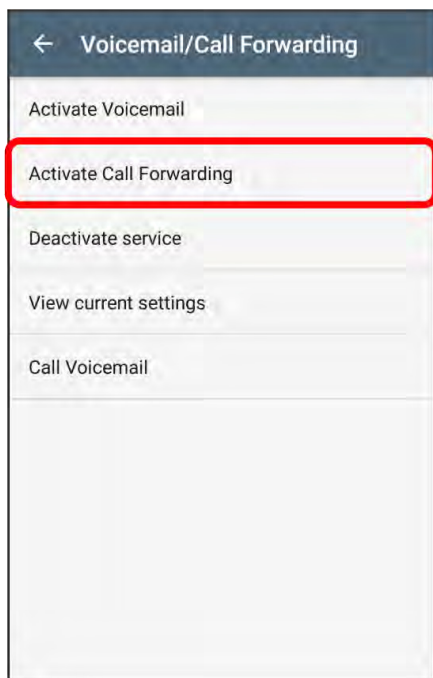 Voicemail/Call Forwarding
Activate Voicemail
Activate Call Forwarding
Deactivate service
View current settings
Call Voicemail